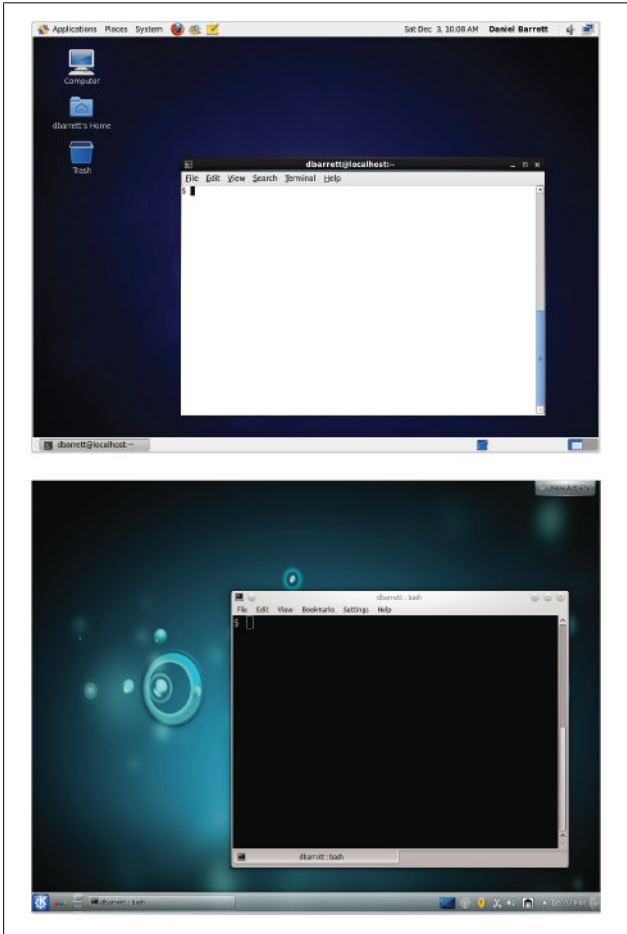 Applications Places System Sat Dec 3, 10:08 AM Daniel Barrett
Computer
dbarrett's Home
Trash
dbarrett@localhost:~
File Edit View Search Terminal Help
$
dbarrett@localhost:~
New Activity
dbarrett : bash
File Edit View Bookmarks Settings Help
$
dbarrett : bash
dbarrett : bash